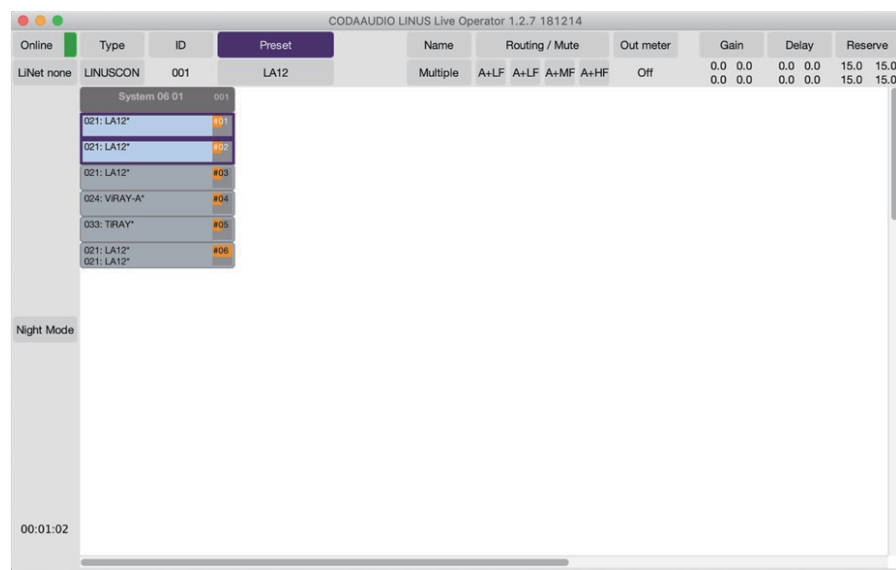 CODAAUDIO LINUS Live Operator 1.2.7 181214
Online Type ID Preset Name Routing / Mute Out meter Gain Delay Reserve
LiNet none LINUSCON 001 LA12 Multiple A+LF A+LF A+MF A+HF Off 0.0 0.0 0.0 0.0 15.0 15.0
0.0 0.0 0.0 0.0 15.0 15.0
System 06 01 001
021: LA12* #01
021: LA12* #02
021: LA12* #03
024: ViRAY-A* #04
033: TiRAY* #05
021: LA12* #06
021: LA12*
Night Mode
00:01:02